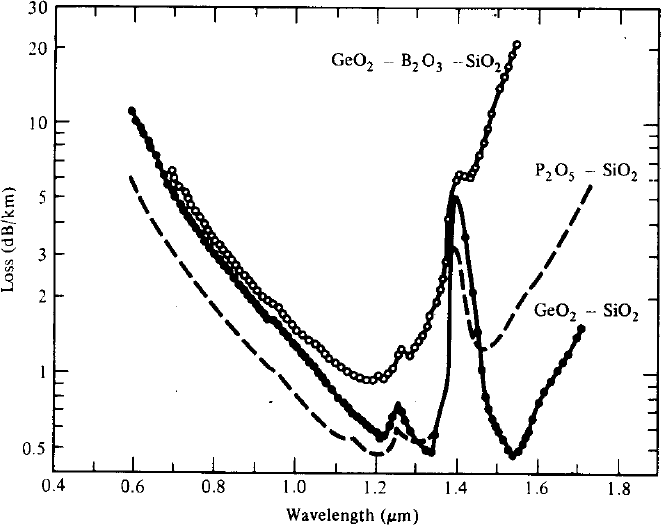 30
20
10
5
3
2
1
0.5
Loss (dB/km)
GeO₂ – B₂O₃ – SiO₂
P₂O₅ – SiO₂
GeO₂ – SiO₂
0.4 0.6 0.8 1.0 1.2 1.4 1.6 1.8
Wavelength (μm)